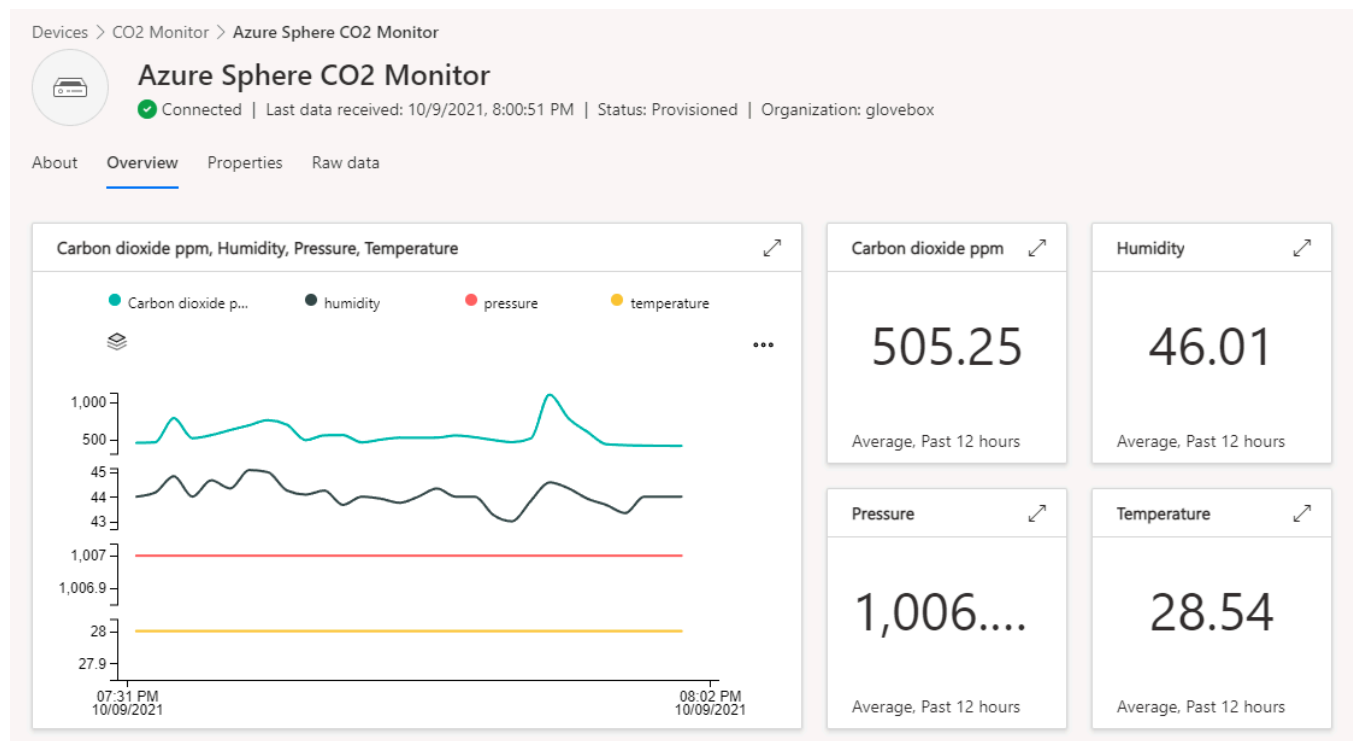 Devices > CO2 Monitor > Azure Sphere CO2 Monitor
Azure Sphere CO2 Monitor
Connected | Last data received: 10/9/2021, 8:00:51 PM | Status: Provisioned | Organization: glovebox
About Overview Properties Raw data
Carbon dioxide ppm, Humidity, Pressure, Temperature
Carbon dioxide p... humidity pressure temperature
1,000
500
45
44
43
1,007
1,006.9
28
27.9
07:31 PM 08:02 PM
10/09/2021 10/09/2021
Carbon dioxide ppm
505.25
Average, Past 12 hours
Humidity
46.01
Average, Past 12 hours
Pressure
1,006....
Average, Past 12 hours
Temperature
28.54
Average, Past 12 hours